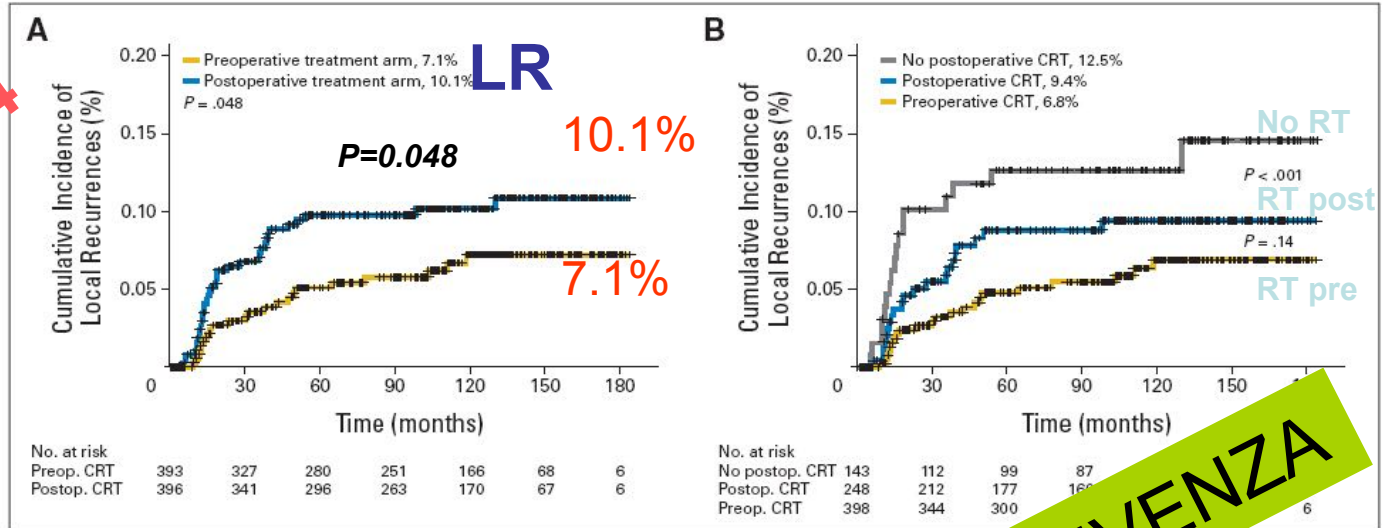 A
LR
Preoperative treatment arm, 7.1%
Postoperative treatment arm, 10.1%
P = .048
P=0.048
10.1%
7.1%
Cumulative Incidence of
Local Recurrences (%)
0.20
0.15
0.10
0.05
0 30 60 90 120 150 180
Time (months)
No. at risk
Preop. CRT 393 327 280 251 166 68 6
Postop. CRT 396 341 296 263 170 67 6
B
No postoperative CRT, 12.5%
Postoperative CRT, 9.4%
Preoperative CRT, 6.8%
No RT
P < .001
RT post
P = .14
RT pre
Cumulative Incidence of
Local Recurrences (%)
0.20
0.15
0.10
0.05
0 30 60 90 120 150
Time (months)
No. at risk
No postop. CRT 143 112 99 87
Postop. CRT 248 212 177
Preop. CRT 398 344 300 6
VENZA